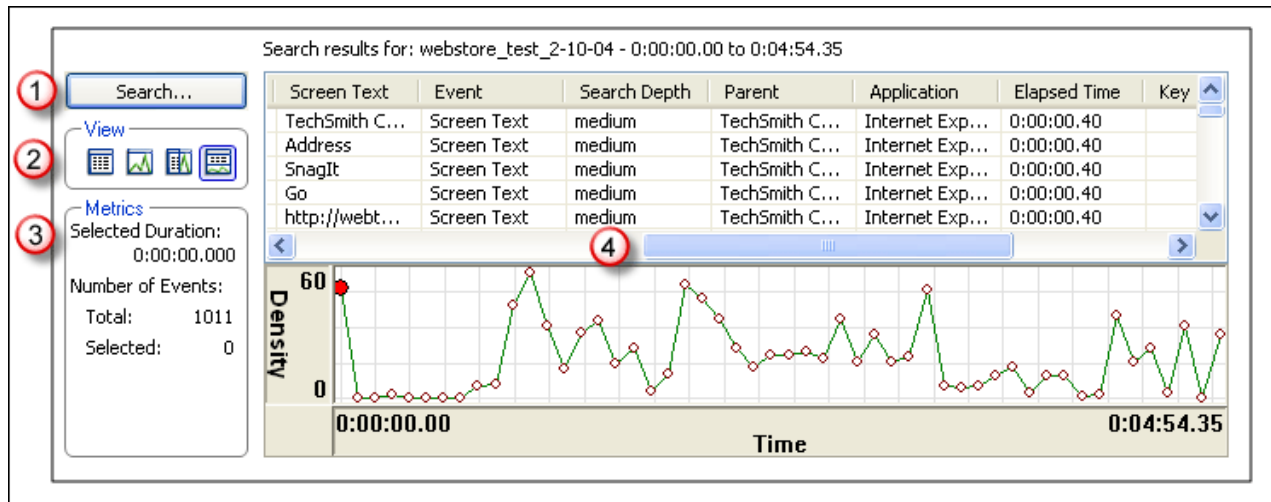 Search results for: webstore_test_2-10-04 - 0:00:00.00 to 0:04:54.35
1 Search...
View
2
Metrics
3 Selected Duration:
0:00:00.000
Number of Events:
Total: 1011
Selected: 0
Screen Text Event Search Depth Parent Application Elapsed Time Key
TechSmith C... Screen Text medium TechSmith C... Internet Exp... 0:00:00.40
Address Screen Text medium TechSmith C... Internet Exp... 0:00:00.40
SnagIt Screen Text medium TechSmith C... Internet Exp... 0:00:00.40
Go Screen Text medium TechSmith C... Internet Exp... 0:00:00.40
http://webt... Screen Text medium TechSmith C... Internet Exp... 0:00:00.40
4
60
Density
0
0:00:00.00 0:04:54.35
Time